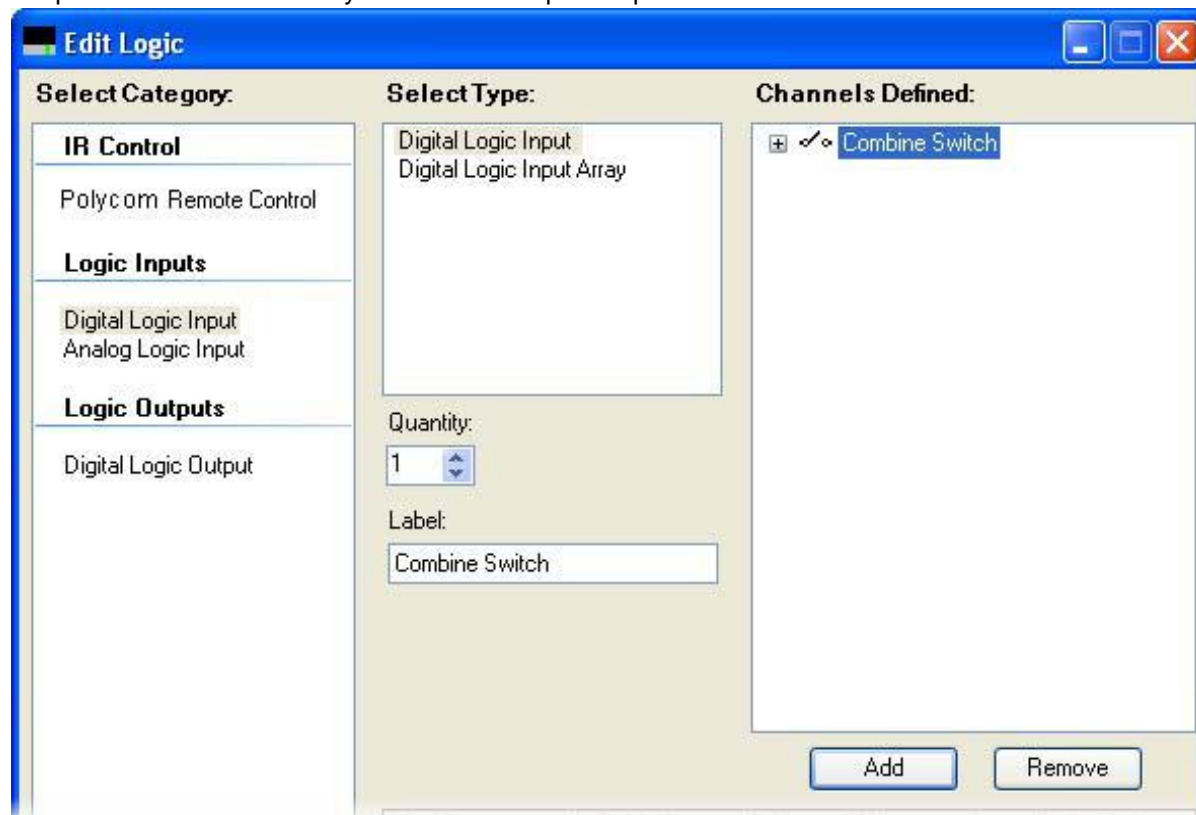 Edit Logic
Select Category:
Select Type:
Channels Defined:
IR Control
Polycom Remote Control
Logic Inputs
Digital Logic Input
Analog Logic Input
Logic Outputs
Digital Logic Output
Digital Logic Input
Digital Logic Input Array
Quantity:
1
Label:
Combine Switch
Combine Switch
Add
Remove